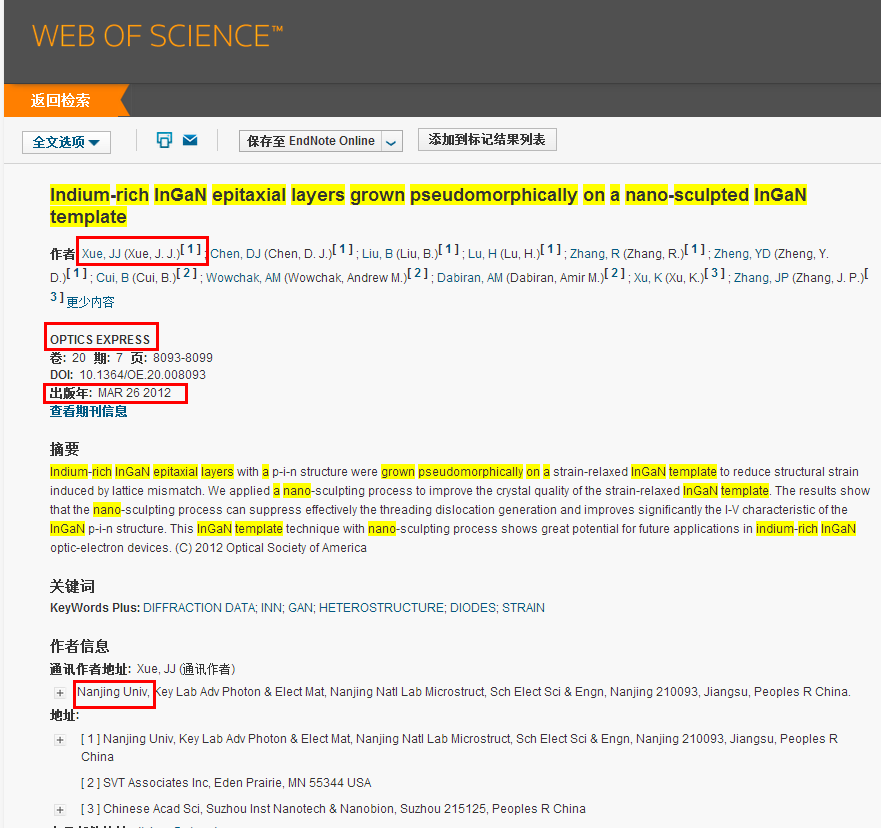 WEB OF SCIENCE™
返回检索
全文选项 保存至 EndNote Online 添加到标记结果列表
Indium-rich InGaN epitaxial layers grown pseudomorphically on a nano-sculpted InGaN
template
作者: Xue, JJ (Xue, J. J.)[1]; Chen, DJ (Chen, D. J.)[1]; Liu, B (Liu, B.)[1]; Lu, H (Lu, H.)[1]; Zhang, R (Zhang, R.)[1]; Zheng, YD (Zheng, Y.
D.)[1]; Cui, B (Cui, B.)[2]; Wowchak, AM (Wowchak, Andrew M.)[2]; Dabiran, AM (Dabiran, Amir M.)[2]; Xu, K (Xu, K.)[3]; Zhang, JP (Zhang, J. P.)[
3] 更少内容
OPTICS EXPRESS
卷: 20 期: 7 页: 8093-8099
DOI: 10.1364/OE.20.008093
出版年: MAR 26 2012
查看期刊信息
摘要
Indium-rich InGaN epitaxial layers with a p-i-n structure were grown pseudomorphically on a strain-relaxed InGaN template to reduce structural strain
induced by lattice mismatch. We applied a nano-sculpting process to improve the crystal quality of the strain-relaxed InGaN template. The results show
that the nano-sculpting process can suppress effectively the threading dislocation generation and improves significantly the I-V characteristic of the
InGaN p-i-n structure. This InGaN template technique with nano-sculpting process shows great potential for future applications in indium-rich InGaN
optic-electron devices. (C) 2012 Optical Society of America
关键词
KeyWords Plus: DIFFRACTION DATA; INN; GAN; HETEROSTRUCTURE; DIODES; STRAIN
作者信息
通讯作者地址: Xue, JJ (通讯作者)
Nanjing Univ, Key Lab Adv Photon & Elect Mat, Nanjing Natl Lab Microstruct, Sch Elect Sci & Engn, Nanjing 210093, Jiangsu, Peoples R China.
地址:
[ 1 ] Nanjing Univ, Key Lab Adv Photon & Elect Mat, Nanjing Natl Lab Microstruct, Sch Elect Sci & Engn, Nanjing 210093, Jiangsu, Peoples R
China
[ 2 ] SVT Associates Inc, Eden Prairie, MN 55344 USA
[ 3 ] Chinese Acad Sci, Suzhou Inst Nanotech & Nanobion, Suzhou 215125, Peoples R China